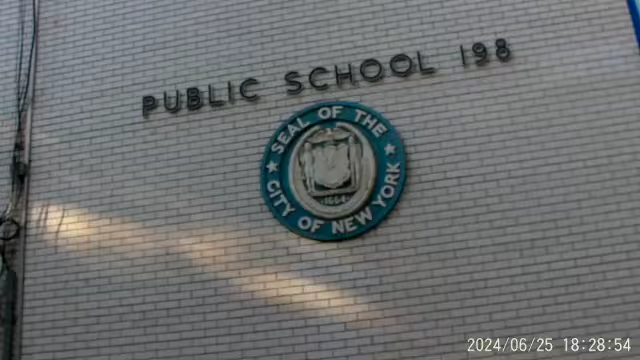 PUBLIC SCHOOL 198
SEAL OF THE
CITY OF NEW YORK
1664
2024/06/25 18:28:54